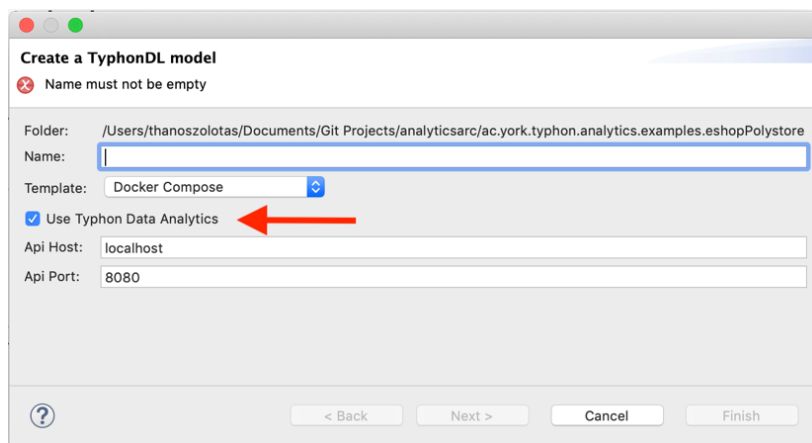 Create a TyphonDL model
Name must not be empty
Folder: /Users/thanoszolotas/Documents/Git Projects/analyticsarc/ac.york.typhon.analytics.examples.eshopPolystore
Name:
Template: Docker Compose
Use Typhon Data Analytics
Api Host: localhost
Api Port: 8080
? < Back Next > Cancel Finish